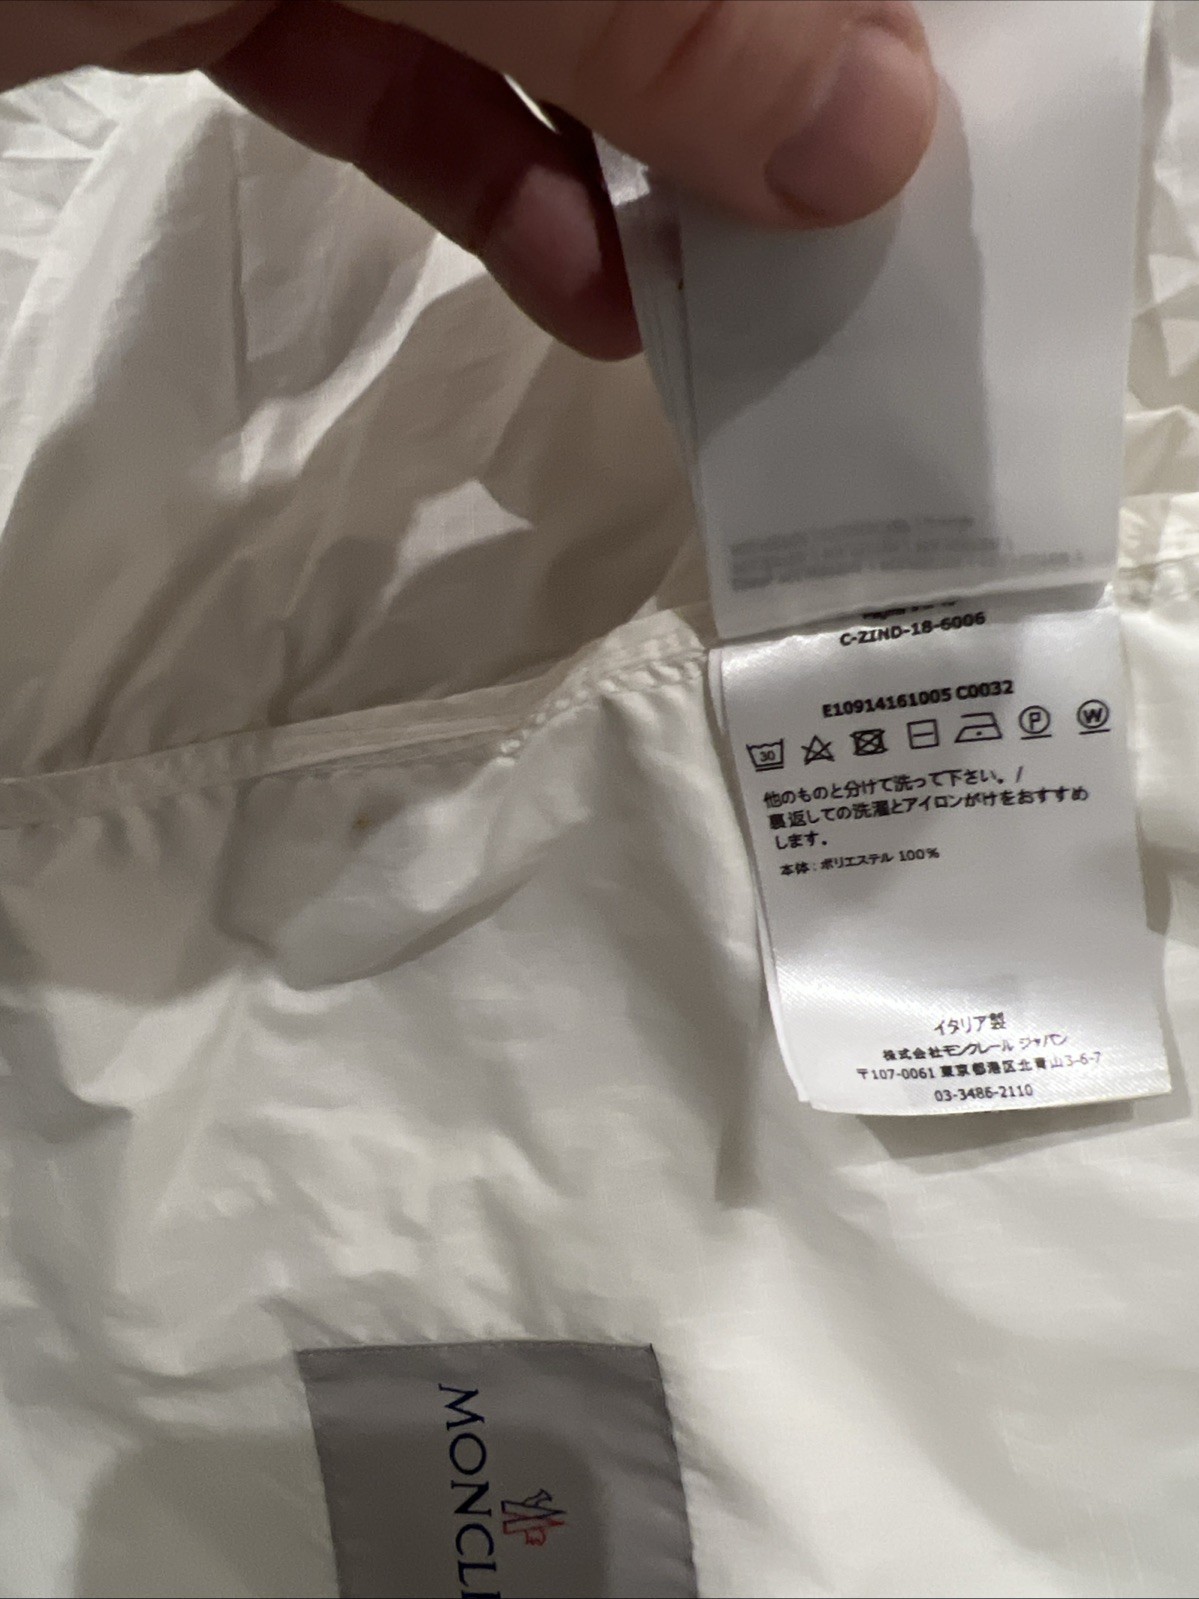 C-ZIND-18-6006
E10914161005 C0032
30
P
W
他のものと分けて洗って下さい。/
裏返しての洗濯とアイロンがけをおすすめ
します。
本体：ポリエステル 100%
イタリア製
株式会社モンクレール ジャパン
〒107-0061 東京都港区北青山3-6-7
03-3486-2110
MONCL